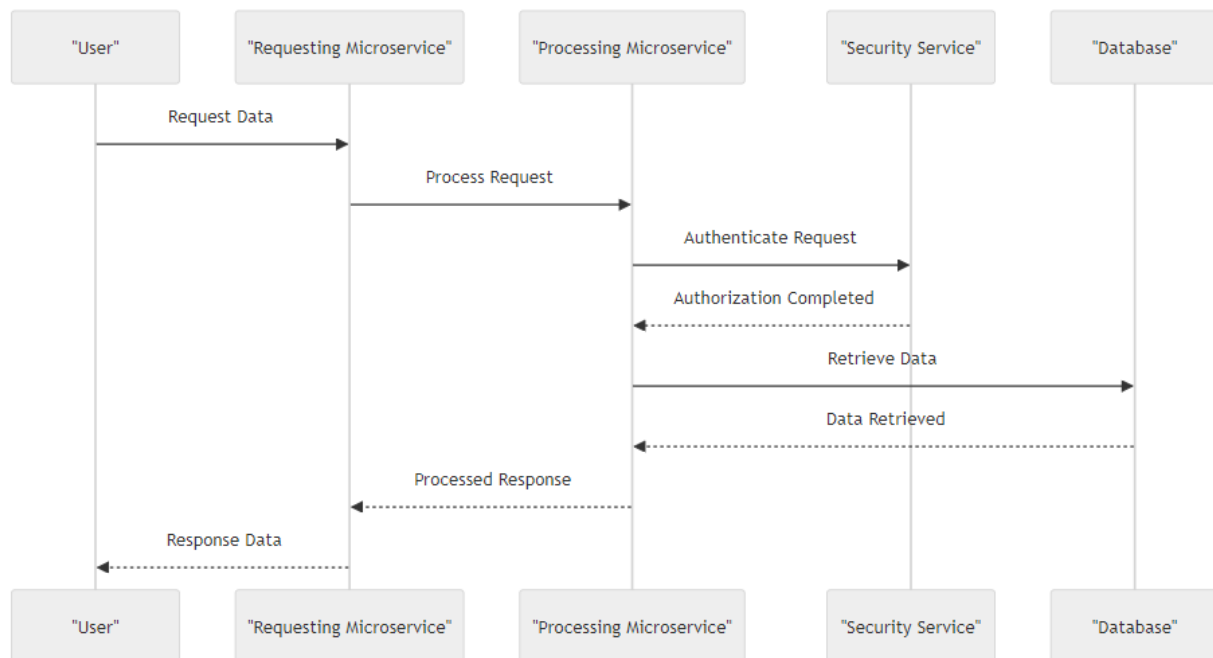 "User" "Requesting Microservice" "Processing Microservice" "Security Service" "Database"
Request Data
Process Request
Authenticate Request
Authorization Completed
Retrieve Data
Data Retrieved
Processed Response
Response Data
"User" "Requesting Microservice" "Processing Microservice" "Security Service" "Database"